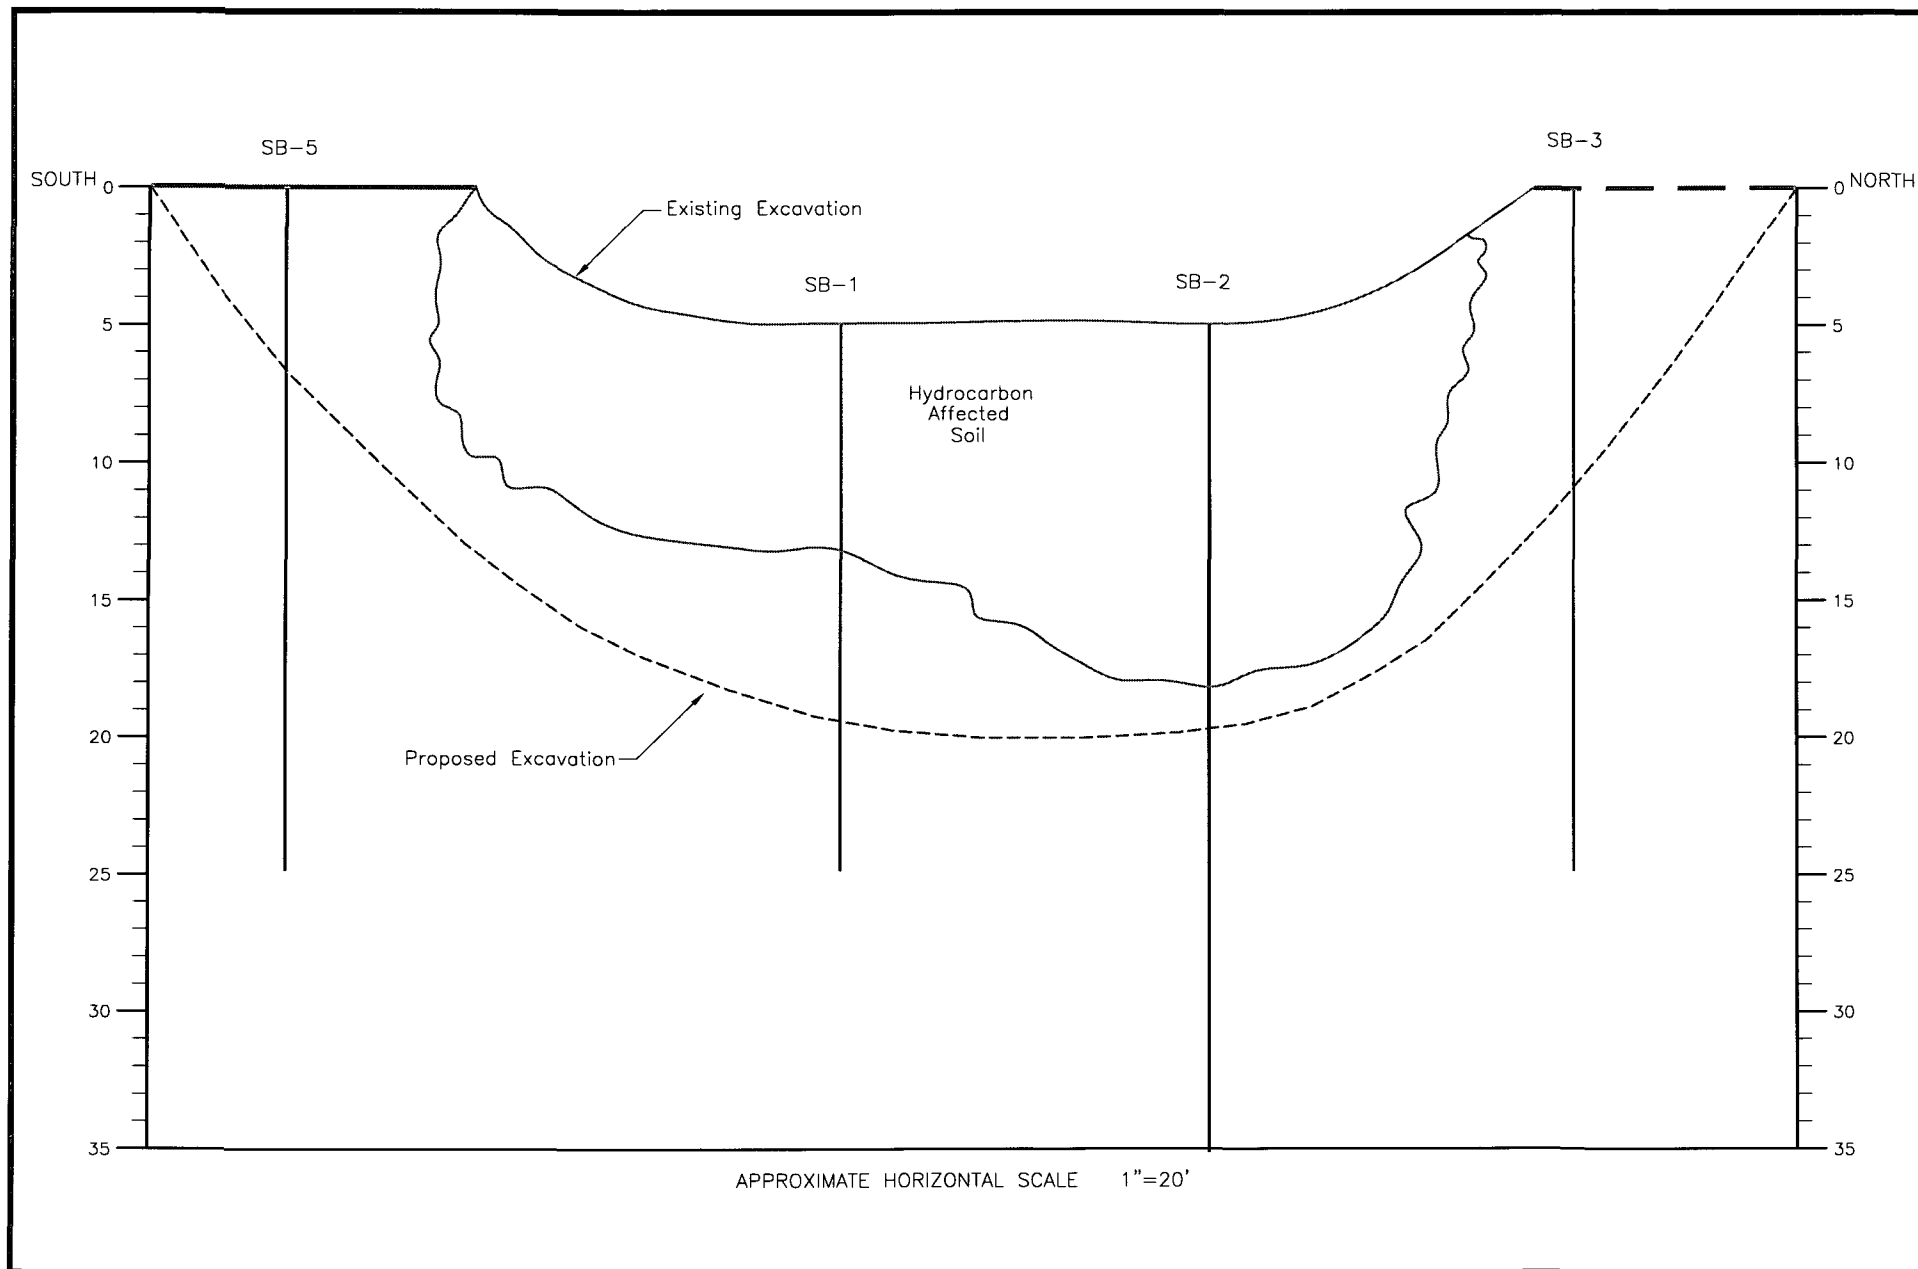 SB-5
SB-3
SOUTH 0
0 NORTH
Existing Excavation
SB-1
SB-2
5
5
Hydrocarbon
Affected
Soil
10
10
15
15
20
20
Proposed Excavation
25
25
30
30
35
35
APPROXIMATE HORIZONTAL SCALE 1"=20'